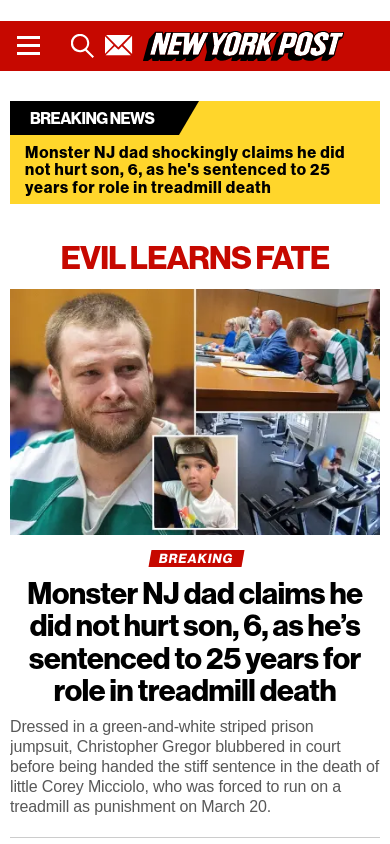 NEW YORK POST
BREAKING NEWS
Monster NJ dad shockingly claims he did
not hurt son, 6, as he's sentenced to 25
years for role in treadmill death
EVIL LEARNS FATE
BREAKING
Monster NJ dad claims he
did not hurt son, 6, as he’s
sentenced to 25 years for
role in treadmill death
Dressed in a green-and-white striped prison
jumpsuit, Christopher Gregor blubbered in court
before being handed the stiff sentence in the death of
little Corey Micciolo, who was forced to run on a
treadmill as punishment on March 20.